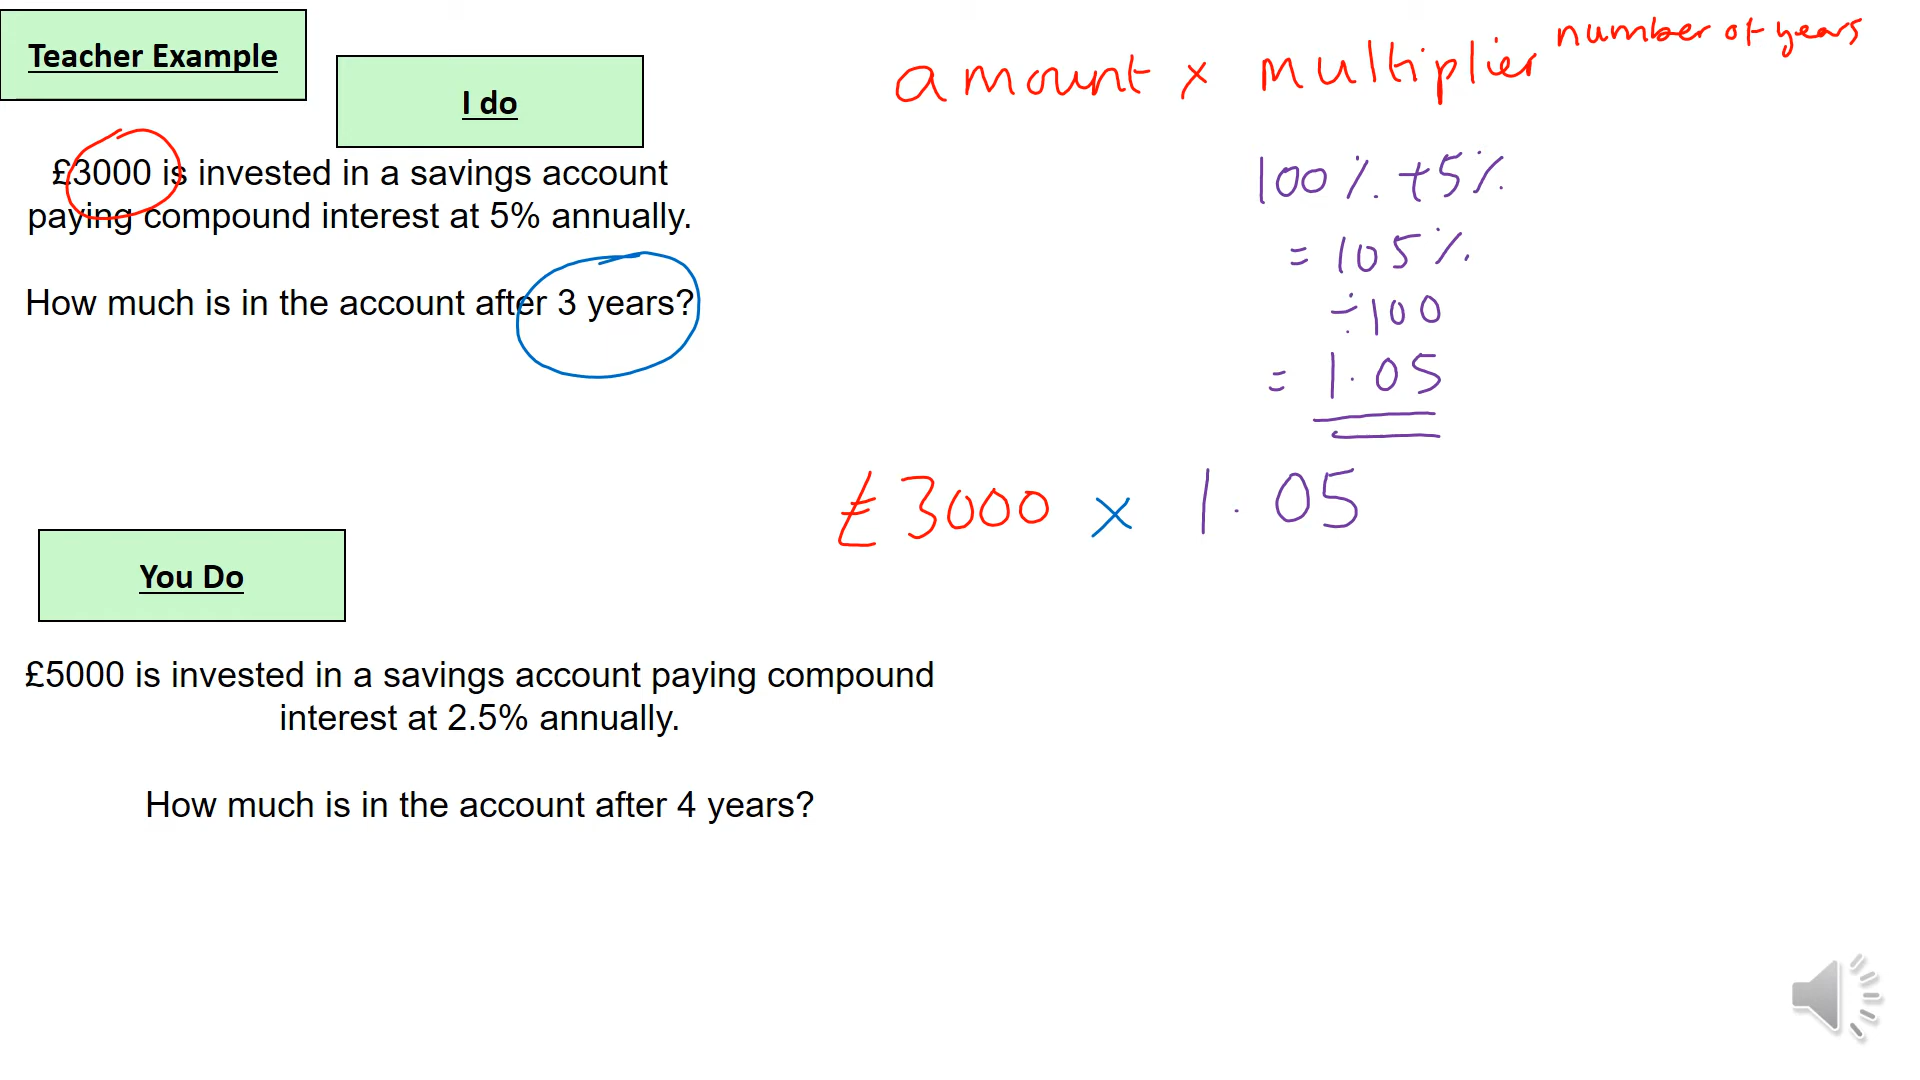 Teacher Example
I do
£3000 is invested in a savings account
paying compound interest at 5% annually.
How much is in the account after 3 years?
amount × multiplier number of years
100% +5%
= 105%
÷100
= 1.05
£3000 × 1.05
You Do
£5000 is invested in a savings account paying compound
interest at 2.5% annually.
How much is in the account after 4 years?